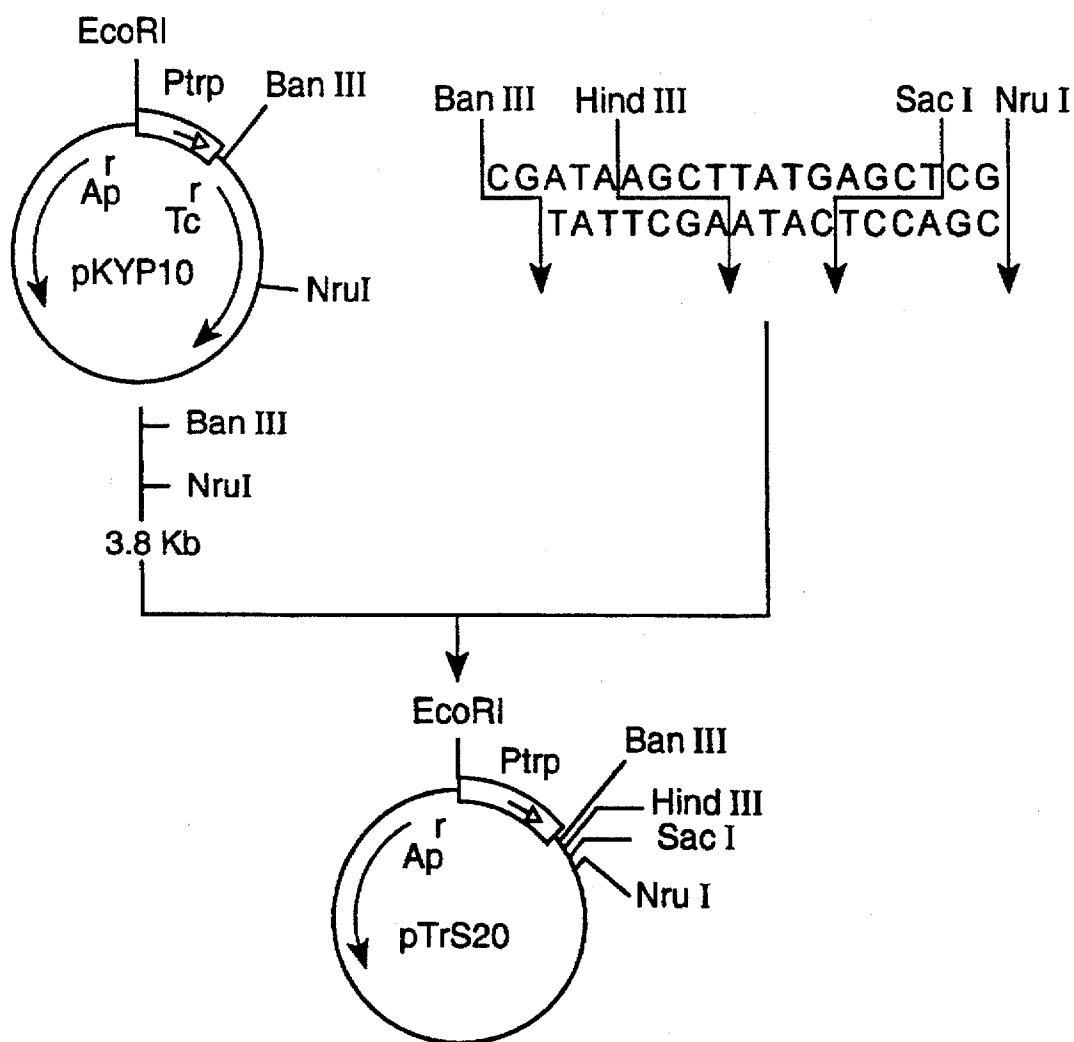 EcoRI
Ptrp
Ban III
Ap r
Tc r
pKYP10
NruI
Ban III Hind III Sac I Nru I
CGATAAGCTTATGAGCTCG
TATTCGAATACTCCAGC
Ban III
NruI
3.8 Kb
EcoRI
Ptrp
Ban III
Hind III
Sac I
Ap r
Nru I
pTrS20